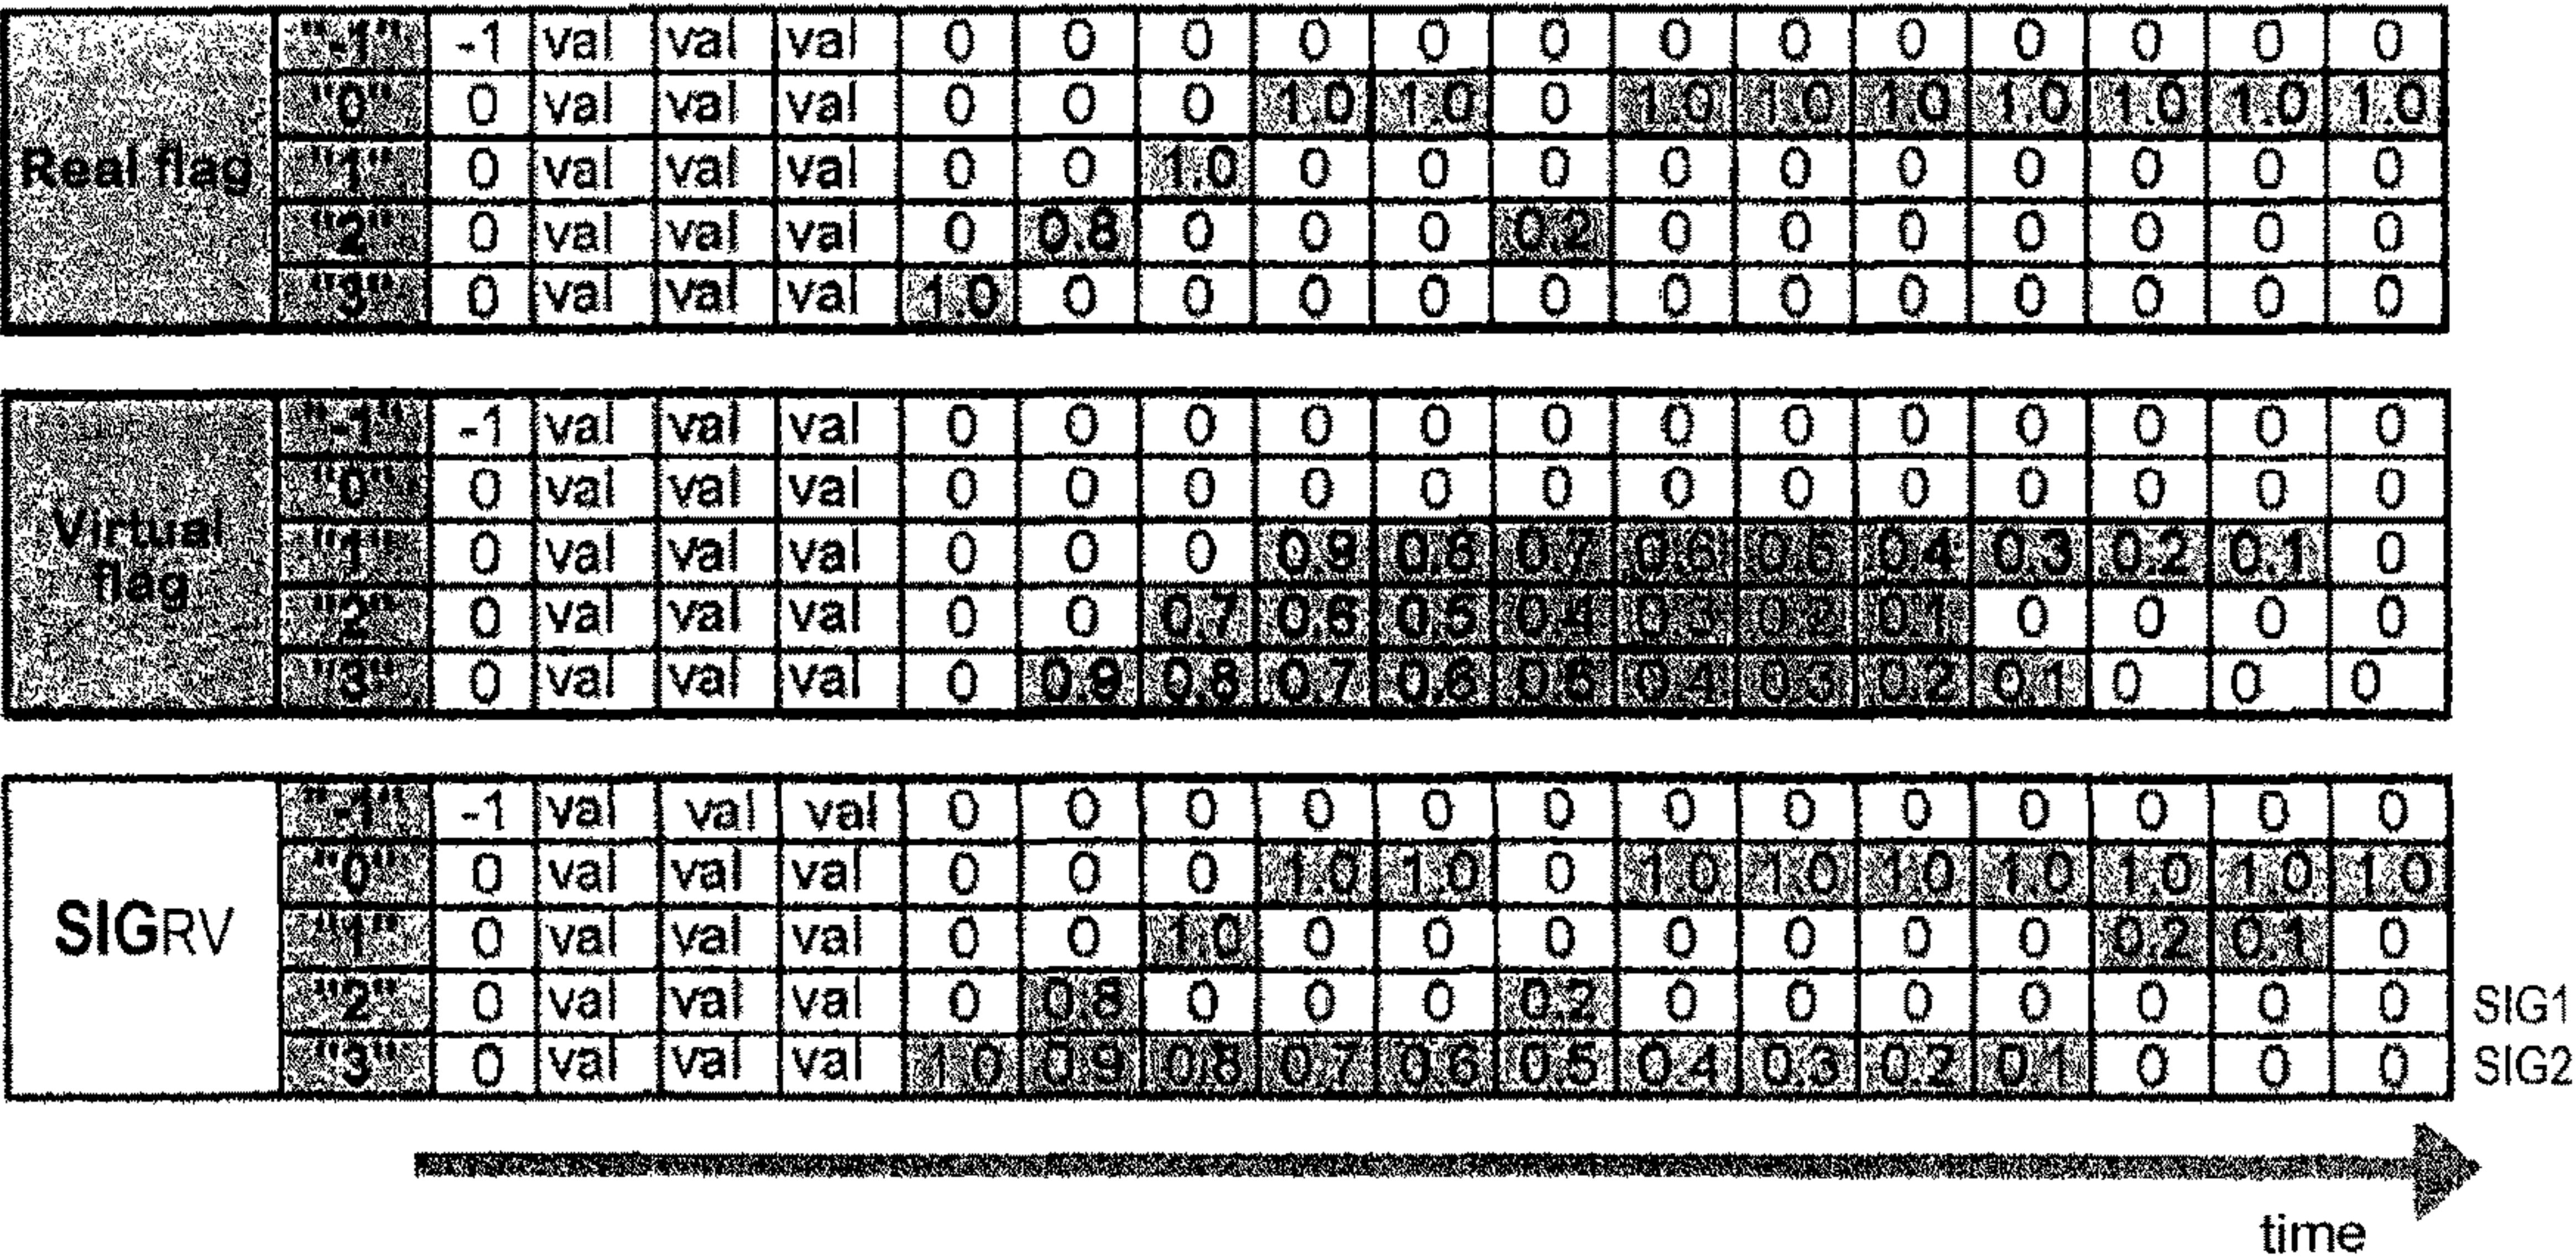 "-1" -1 val val val 0 0 0 0 0 0 0 0 0 0 0 0 0
"0" 0 val val val 0 0 0 1.0 1.0 0 1.0 1.0 1.0 1.0 1.0 1.0 1.0
Real flag "1" 0 val val val 0 0 1.0 0 0 0 0 0 0 0 0 0 0
"2" 0 val val val 0 0.8 0 0 0 0.2 0 0 0 0 0 0 0
"3" 0 val val val 1.0 0 0 0 0 0 0 0 0 0 0 0 0
"-1" -1 val val val 0 0 0 0 0 0 0 0 0 0 0 0 0
"0" 0 val val val 0 0 0 0 0 0 0 0 0 0 0 0 0
Virtual
"1" 0 val val val 0 0 0 0.9 0.8 0.7 0.6 0.5 0.4 0.3 0.2 0.1 0
flag
"2" 0 val val val 0 0 0.7 0.6 0.5 0.4 0.3 0.2 0.1 0 0 0 0
"3" 0 val val val 0 0.9 0.8 0.7 0.6 0.5 0.4 0.3 0.2 0.1 0 0 0
"-1" -1 val val val 0 0 0 0 0 0 0 0 0 0 0 0 0
"0" 0 val val val 0 0 0 1.0 1.0 0 1.0 1.0 1.0 1.0 1.0 1.0 1.0
SIGRV "1" 0 val val val 0 0 1.0 0 0 0 0 0 0 0 0.2 0.1 0
"2" 0 val val val 0 0.8 0 0 0 0.2 0 0 0 0 0 0 0 SIG1
"3" 0 val val val 1.0 0.9 0.8 0.7 0.6 0.5 0.4 0.3 0.2 0.1 0 0 0 SIG2
time